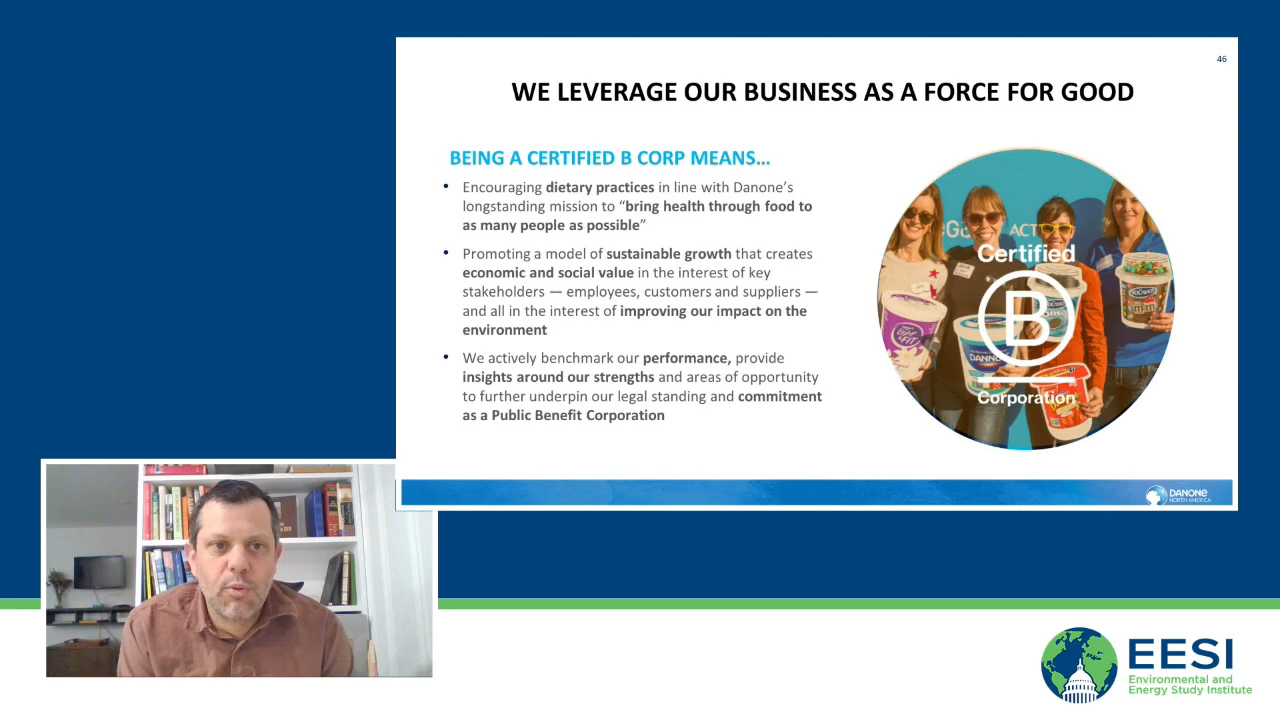 46
WE LEVERAGE OUR BUSINESS AS A FORCE FOR GOOD
BEING A CERTIFIED B CORP MEANS…
• Encouraging dietary practices in line with Danone’s
longstanding mission to “bring health through food to
as many people as possible”
• Promoting a model of sustainable growth that creates
economic and social value in the interest of key
stakeholders — employees, customers and suppliers —
and all in the interest of improving our impact on the
environment
• We actively benchmark our performance, provide
insights around our strengths and areas of opportunity
to further underpin our legal standing and commitment
as a Public Benefit Corporation
ACT
Certified
B
Corporation
DANONE
NORTH AMERICA
EESI
Environmental and
Energy Study Institute